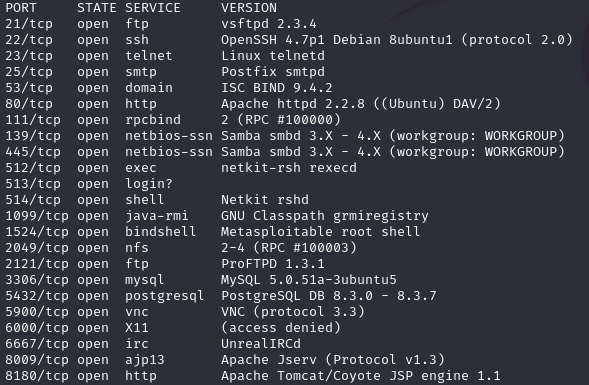 PORT STATE SERVICE VERSION
21/tcp open ftp vsftpd 2.3.4
22/tcp open ssh OpenSSH 4.7p1 Debian 8ubuntu1 (protocol 2.0)
23/tcp open telnet Linux telnetd
25/tcp open smtp Postfix smtpd
53/tcp open domain ISC BIND 9.4.2
80/tcp open http Apache httpd 2.2.8 ((Ubuntu) DAV/2)
111/tcp open rpcbind 2 (RPC #100000)
139/tcp open netbios-ssn Samba smbd 3.X - 4.X (workgroup: WORKGROUP)
445/tcp open netbios-ssn Samba smbd 3.X - 4.X (workgroup: WORKGROUP)
512/tcp open exec netkit-rsh rexecd
513/tcp open login?
514/tcp open shell Netkit rshd
1099/tcp open java-rmi GNU Classpath grmiregistry
1524/tcp open bindshell Metasploitable root shell
2049/tcp open nfs 2-4 (RPC #100003)
2121/tcp open ftp ProFTPD 1.3.1
3306/tcp open mysql MySQL 5.0.51a-3ubuntu5
5432/tcp open postgresql PostgreSQL DB 8.3.0 - 8.3.7
5900/tcp open vnc VNC (protocol 3.3)
6000/tcp open X11 (access denied)
6667/tcp open irc UnrealIRCd
8009/tcp open ajp13 Apache Jserv (Protocol v1.3)
8180/tcp open http Apache Tomcat/Coyote JSP engine 1.1